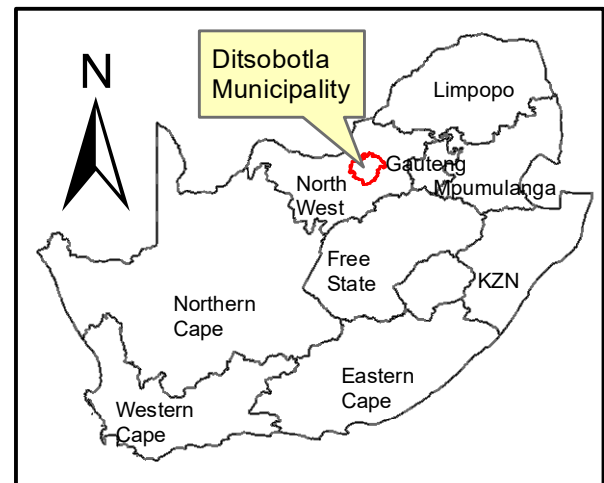 Ditsobotla
Municipality
N
Limpopo
Gauteng
Mpumulanga
North
West
Free
State
KZN
Northern
Cape
Eastern
Cape
Western
Cape